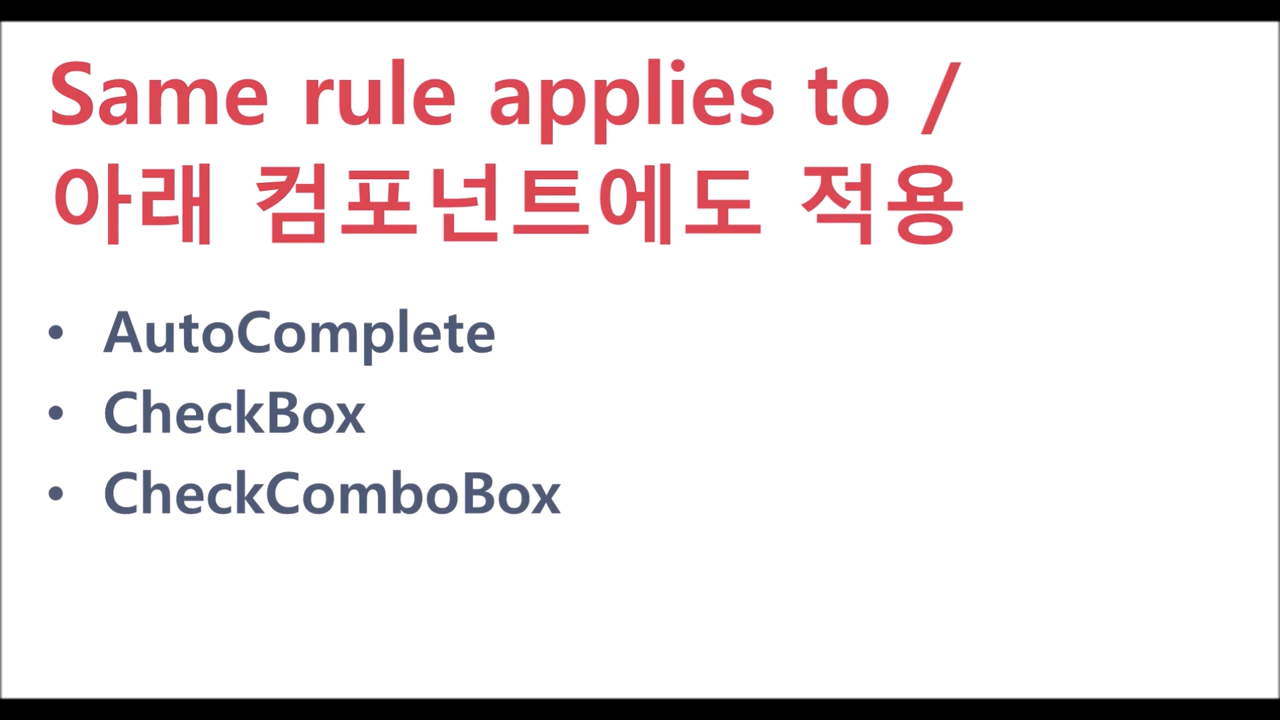 Same rule applies to /
아래 컴포넌트에도 적용
• AutoComplete
• CheckBox
• CheckComboBox